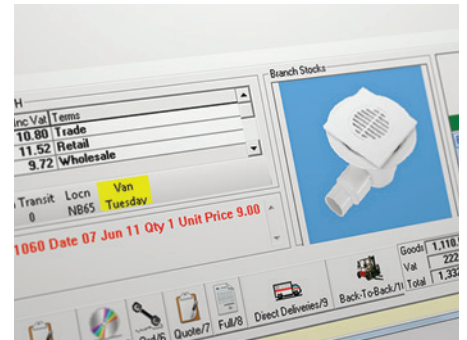 Branch Stocks
H
Inc Vat Terms
10.80 Trade
11.52 Retail
9.72 Wholesale
Transit Locn Van
0 NB65 Tuesday
1060 Date 07 Jun 11 Qty 1 Unit Price 9.00
Goods 1,110.
Vat 222
Total 1,332
Quote/7 Full/8 Direct Deliveries/9 Back-To-Back/1